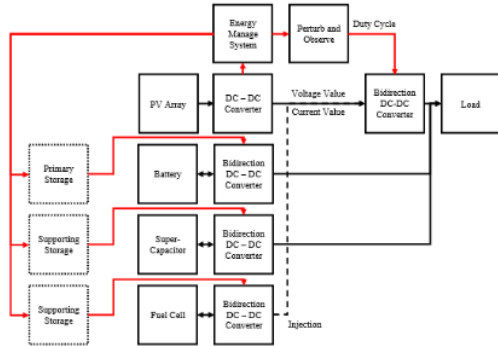 Energy
Manage
System
Perturb and
Observe
Duty Cycle
PV Array
DC – DC
Converter
Voltage Value
Current Value
Bidirection
DC-DC
Converter
Load
Primary
Storage
Battery
Bidirection
DC – DC
Converter
Supporting
Storage
Super-
Capacitor
Bidirection
DC – DC
Converter
Supporting
Storage
Fuel Cell
Bidirection
DC – DC
Converter
Injection